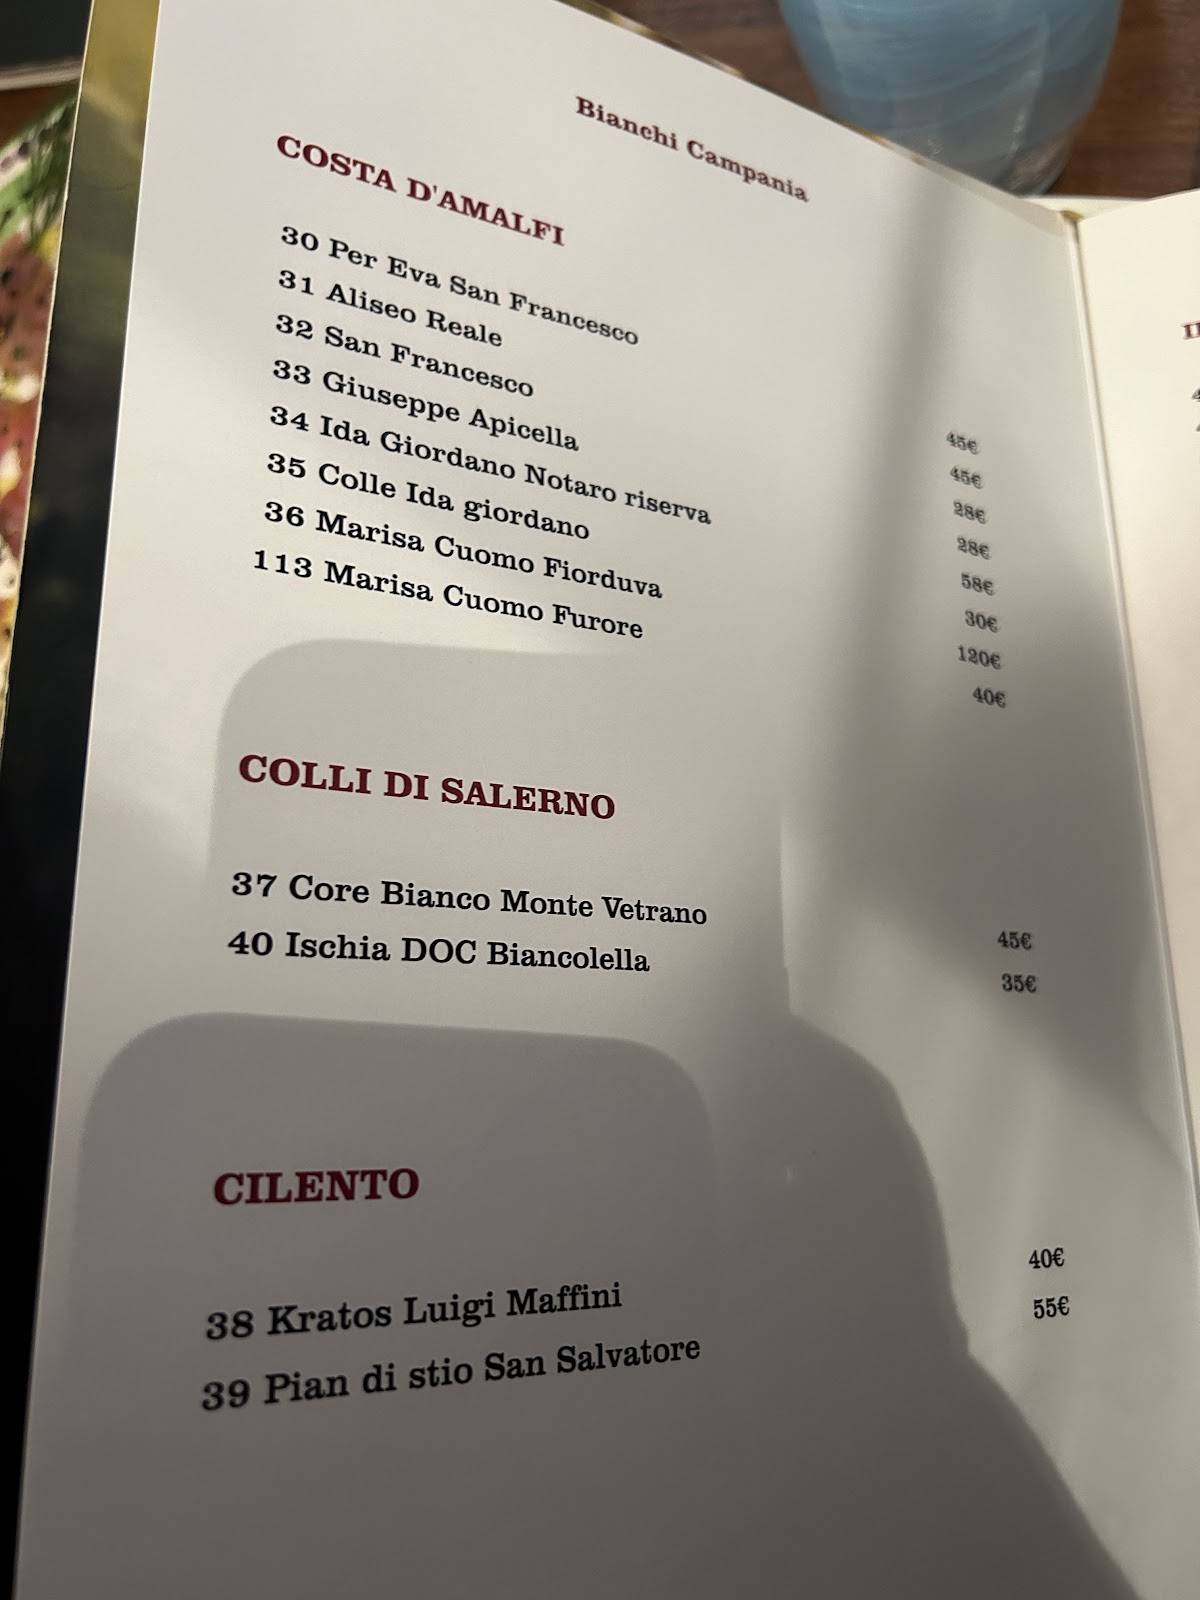 Bianchi Campania
COSTA D'AMALFI
30 Per Eva San Francesco 45€
31 Aliseo Reale 45€
32 San Francesco 28€
33 Giuseppe Apicella 28€
34 Ida Giordano Notaro riserva 58€
35 Colle Ida giordano 30€
36 Marisa Cuomo Fiorduva 120€
113 Marisa Cuomo Furore 40€
COLLI DI SALERNO
37 Core Bianco Monte Vetrano 45€
40 Ischia DOC Biancolella 35€
CILENTO
38 Kratos Luigi Maffini 40€
39 Pian di stio San Salvatore 55€